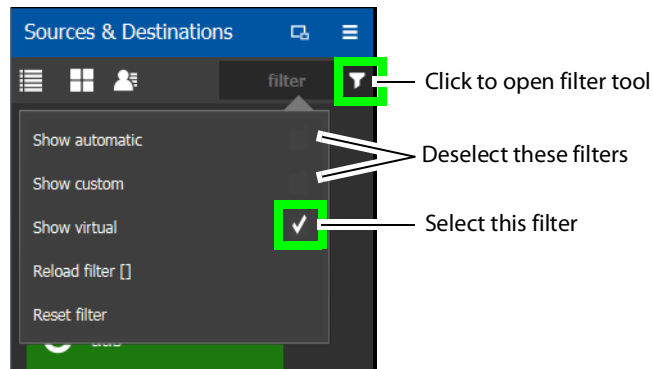 Sources & Destinations
filter
Click to open filter tool
Show automatic
Deselect these filters
Show custom
Show virtual
Select this filter
Reload filter []
Reset filter